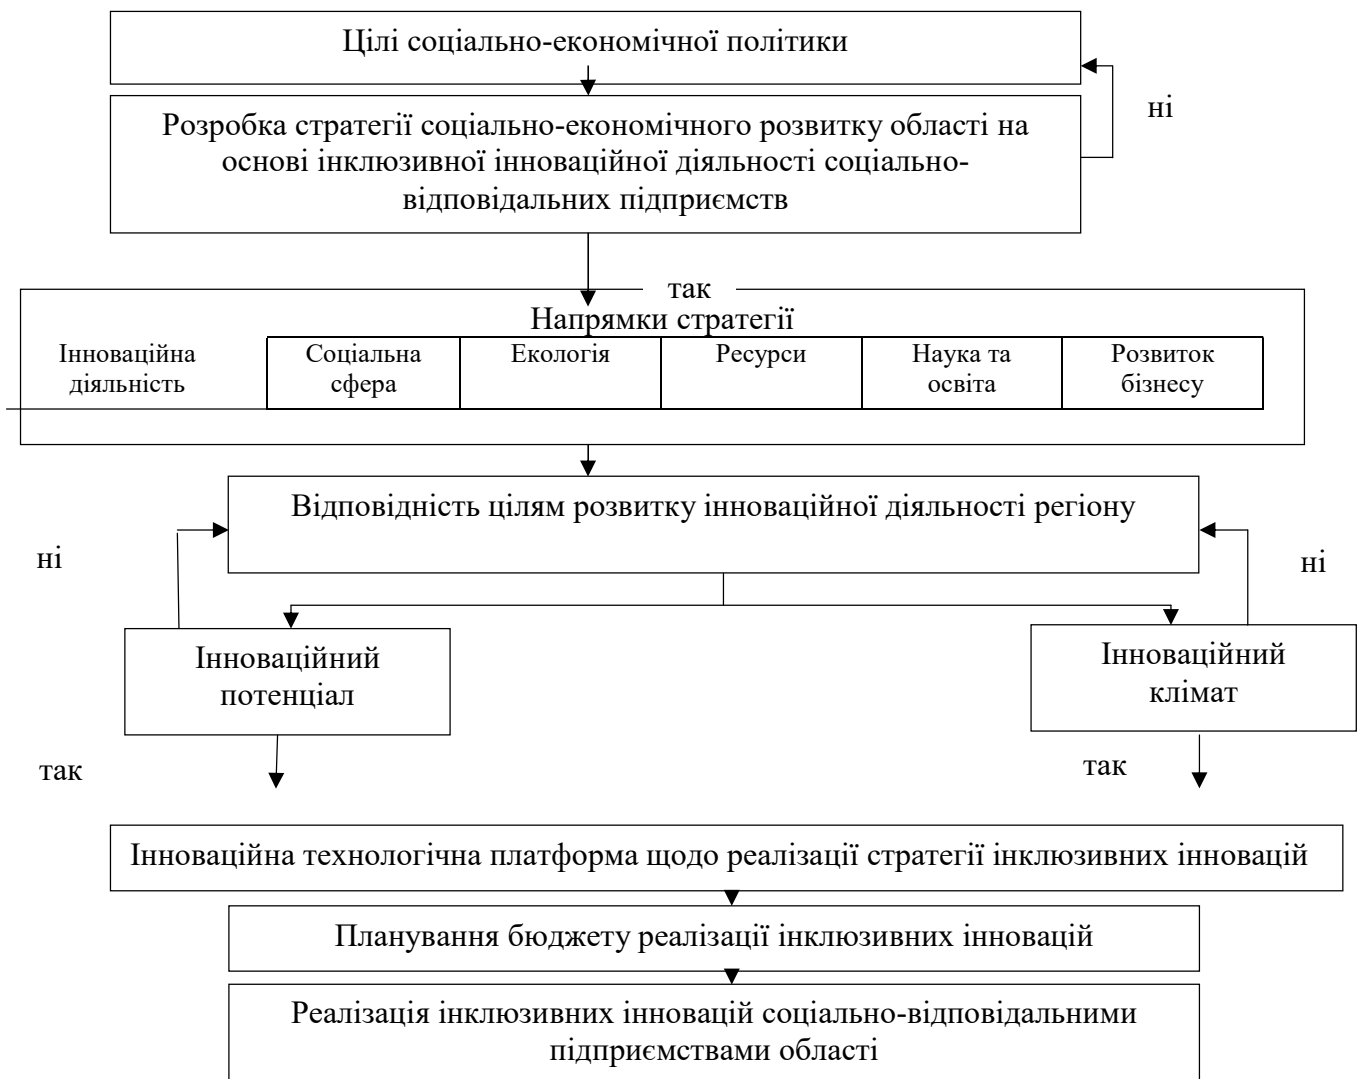 Цілі соціально-економічної політики
ні
Розробка стратегії соціально-економічного розвитку області на
основі інклюзивної інноваційної діяльності соціально-
відповідальних підприємств
так
Напрямки стратегії
Інноваційна
діяльність
Соціальна
сфера
Екологія
Ресурси
Наука та
освіта
Розвиток
бізнесу
Відповідність цілям розвитку інноваційної діяльності регіону
ні
ні
Інноваційний
потенціал
Інноваційний
клімат
так
так
Інноваційна технологічна платформа щодо реалізації стратегії інклюзивних інновацій
Планування бюджету реалізації інклюзивних інновацій
Реалізація інклюзивних інновацій соціально-відповідальними
підприємствами області